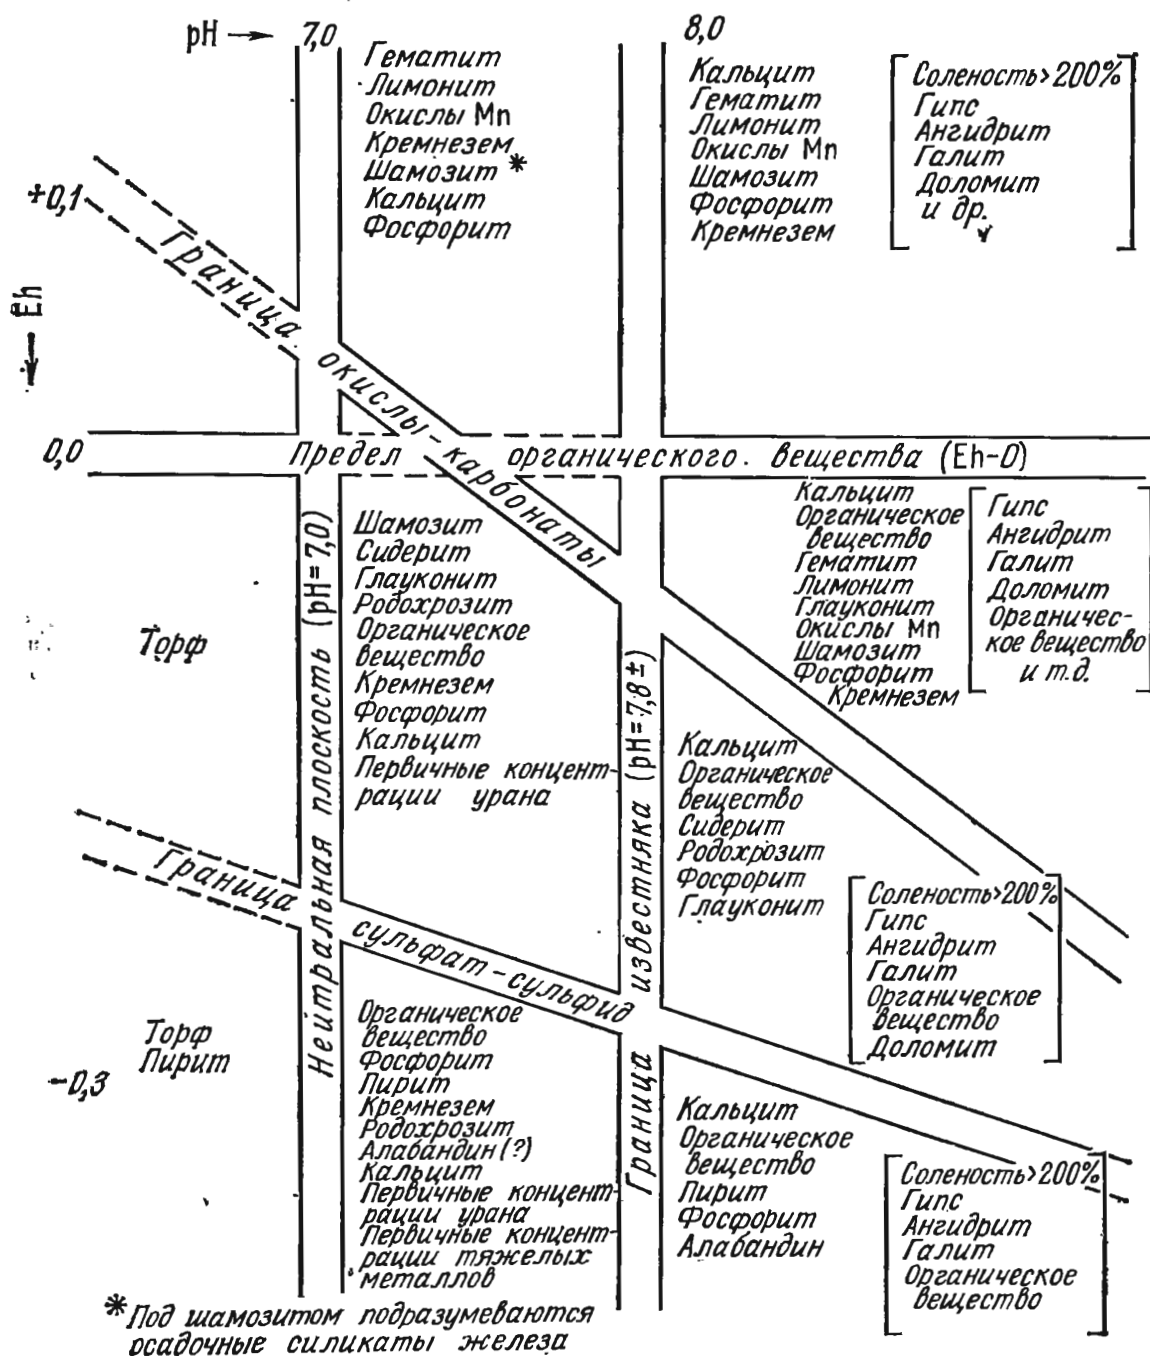 pH → 7,0
8,0
Гематит
Лимонит
Окислы Mn
Кремнезем
Шамозит *
Кальцит
Фосфорит
Кальцит
Гематит
Лимонит
Окислы Mn
Шамозит
Фосфорит
Кремнезем
Соленость>200%
Гипс
Ангидрит
Галит
Доломит
и др.
+0,1
Eh
Граница окислы-карбонаты
0,0
Предел органического. вещества (Eh-0)
Нейтральная плоскость (pH=7,0)
Граница известняка (pH=7,8±)
Торф
Шамозит
Сидерит
Глауконит
Родохрозит
Органическое
вещество
Кремнезем
Фосфорит
Кальцит
Первичные концент-
рации урана
Кальцит
Органическое
вещество
Гематит
Лимонит
Глауконит
Окислы Mn
Шамозит
Фосфорит
Кремнезем
Гипс
Ангидрит
Галит
Доломит
Органичес-
кое вещество
и т.д.
Кальцит
Органическое
вещество
Сидерит
Родохрозит
Фосфорит
Глауконит
Соленость>200%
Гипс
Ангидрит
Галит
Органическое
вещество
Доломит
Граница сульфат-сульфид
Торф
Пирит
-0,3
Органическое
вещество
Фосфорит
Пирит
Кремнезем
Родохрозит
Алабандин (?)
Кальцит
Первичные концент-
рации урана
Первичные концент-
рации тяжелых
металлов
Кальцит
Органическое
вещество
Пирит
Фосфорит
Алабандин
Соленость>200%
Гипс
Ангидрит
Галит
Органическое
вещество
*Под шамозитом подразумеваются
осадочные силикаты железа